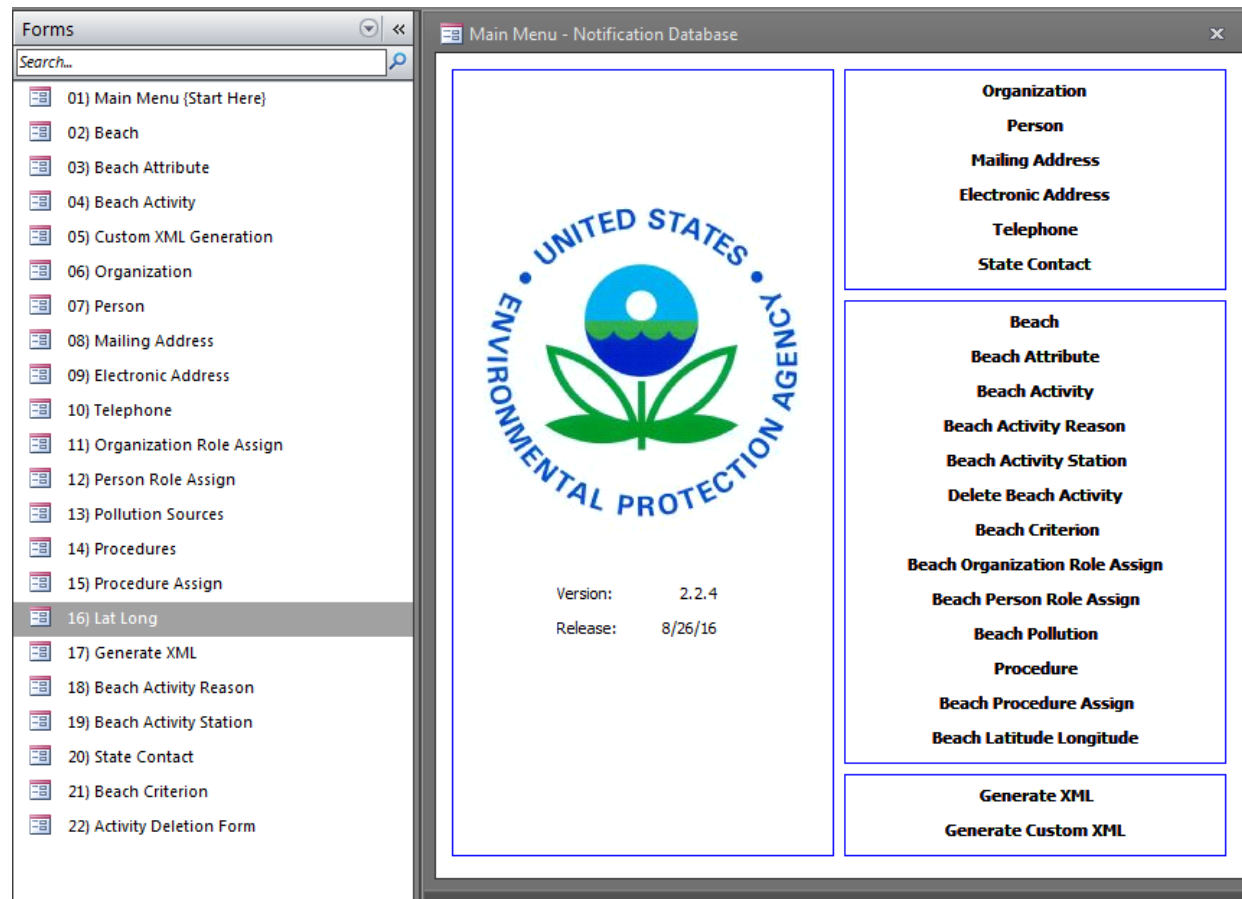 Forms
Search...
01) Main Menu {Start Here}
02) Beach
03) Beach Attribute
04) Beach Activity
05) Custom XML Generation
06) Organization
07) Person
08) Mailing Address
09) Electronic Address
10) Telephone
11) Organization Role Assign
12) Person Role Assign
13) Pollution Sources
14) Procedures
15) Procedure Assign
16) Lat Long
17) Generate XML
18) Beach Activity Reason
19) Beach Activity Station
20) State Contact
21) Beach Criterion
22) Activity Deletion Form
Main Menu - Notification Database
UNITED STATES
ENVIRONMENTAL PROTECTION AGENCY
Version: 2.2.4
Release: 8/26/16
Organization
Person
Mailing Address
Electronic Address
Telephone
State Contact
Beach
Beach Attribute
Beach Activity
Beach Activity Reason
Beach Activity Station
Delete Beach Activity
Beach Criterion
Beach Organization Role Assign
Beach Person Role Assign
Beach Pollution
Procedure
Beach Procedure Assign
Beach Latitude Longitude
Generate XML
Generate Custom XML